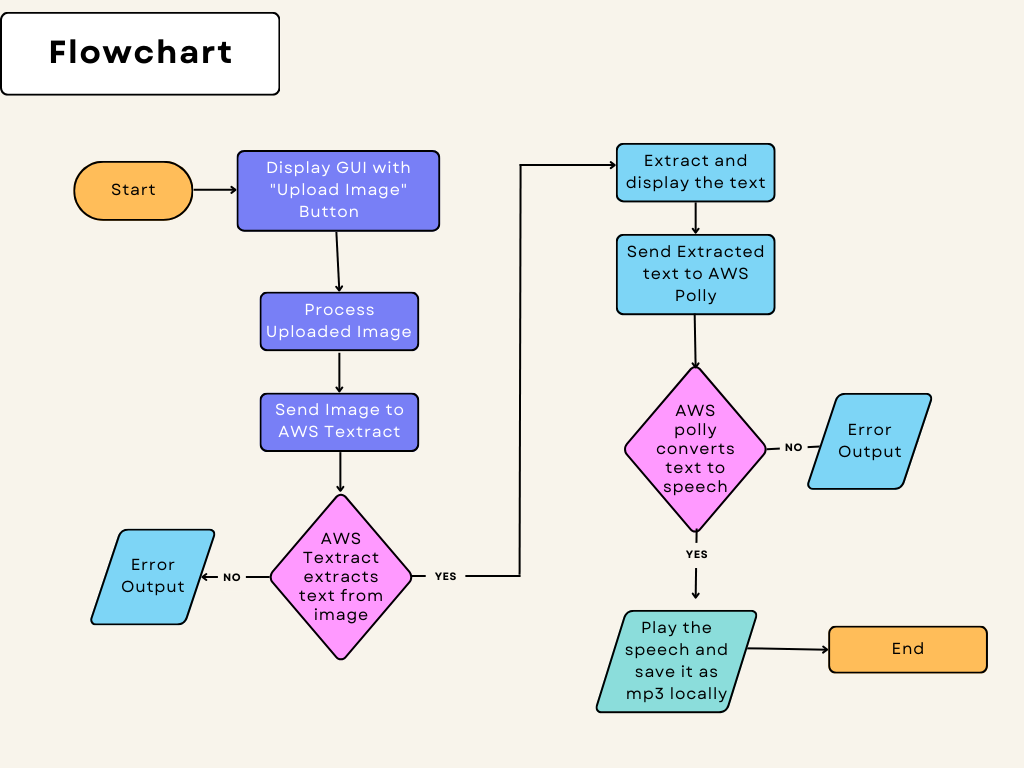 Flowchart
Start
Display GUI with
"Upload Image"
Button
Process
Uploaded Image
Send Image to
AWS Textract
AWS
Textract
extracts
text from
image
NO
Error
Output
YES
Extract and
display the text
Send Extracted
text to AWS
Polly
AWS
polly
converts
text to
speech
NO
Error
Output
YES
Play the
speech and
save it as
mp3 locally
End